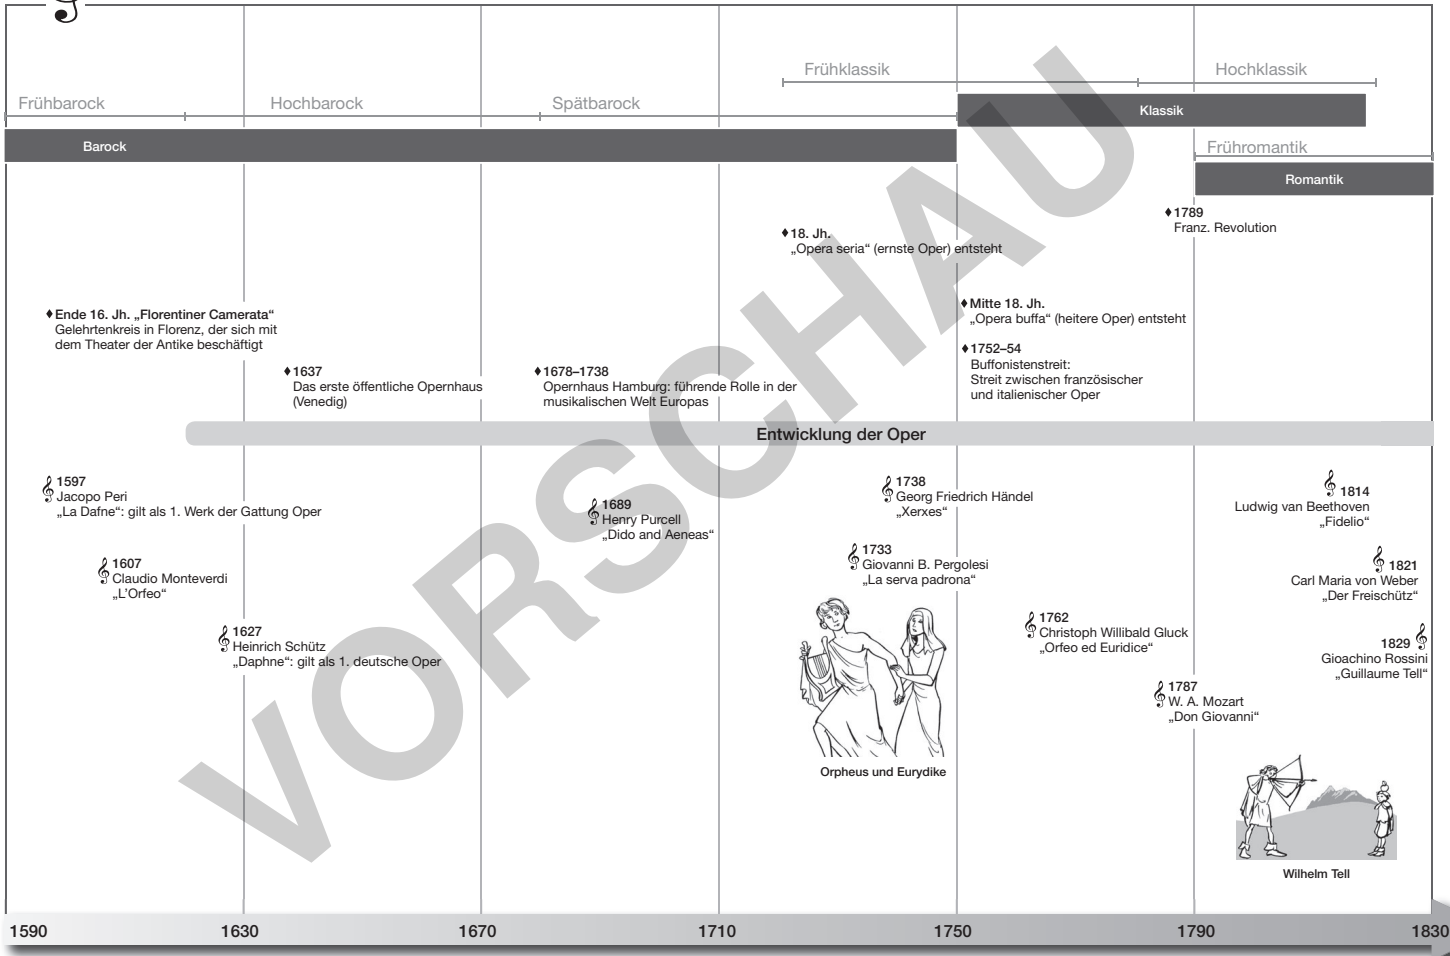 Frühklassik
Hochklassik
Frühbarock
Hochbarock
Spätbarock
Klassik
Barock
Frühromantik
Romantik
♦ 1789
Franz. Revolution
♦ 18. Jh.
„Opera seria“ (ernste Oper) entsteht
♦ Mitte 18. Jh.
„Opera buffa“ (heitere Oper) entsteht
♦ Ende 16. Jh. „Florentiner Camerata“
Gelehrtenkreis in Florenz, der sich mit
dem Theater der Antike beschäftigt
♦ 1752–54
Buffonistenstreit:
Streit zwischen französischer
und italienischer Oper
♦ 1637
Das erste öffentliche Opernhaus
(Venedig)
♦ 1678–1738
Opernhaus Hamburg: führende Rolle in der
musikalischen Welt Europas
Entwicklung der Oper
1597
Jacopo Peri
„La Dafne“: gilt als 1. Werk der Gattung Oper
1607
Claudio Monteverdi
„L’Orfeo“
1627
Heinrich Schütz
„Daphne“: gilt als 1. deutsche Oper
1689
Henry Purcell
„Dido and Aeneas“
1738
Georg Friedrich Händel
„Xerxes“
1733
Giovanni B. Pergolesi
„La serva padrona“
Orpheus und Eurydike
1762
Christoph Willibald Gluck
„Orfeo ed Euridice“
1787
W. A. Mozart
„Don Giovanni“
1814
Ludwig van Beethoven
„Fidelio“
1821
Carl Maria von Weber
„Der Freischütz“
1829
Gioachino Rossini
„Guillaume Tell“
Wilhelm Tell
1590 1630 1670 1710 1750 1790 1830
VORSCHAU